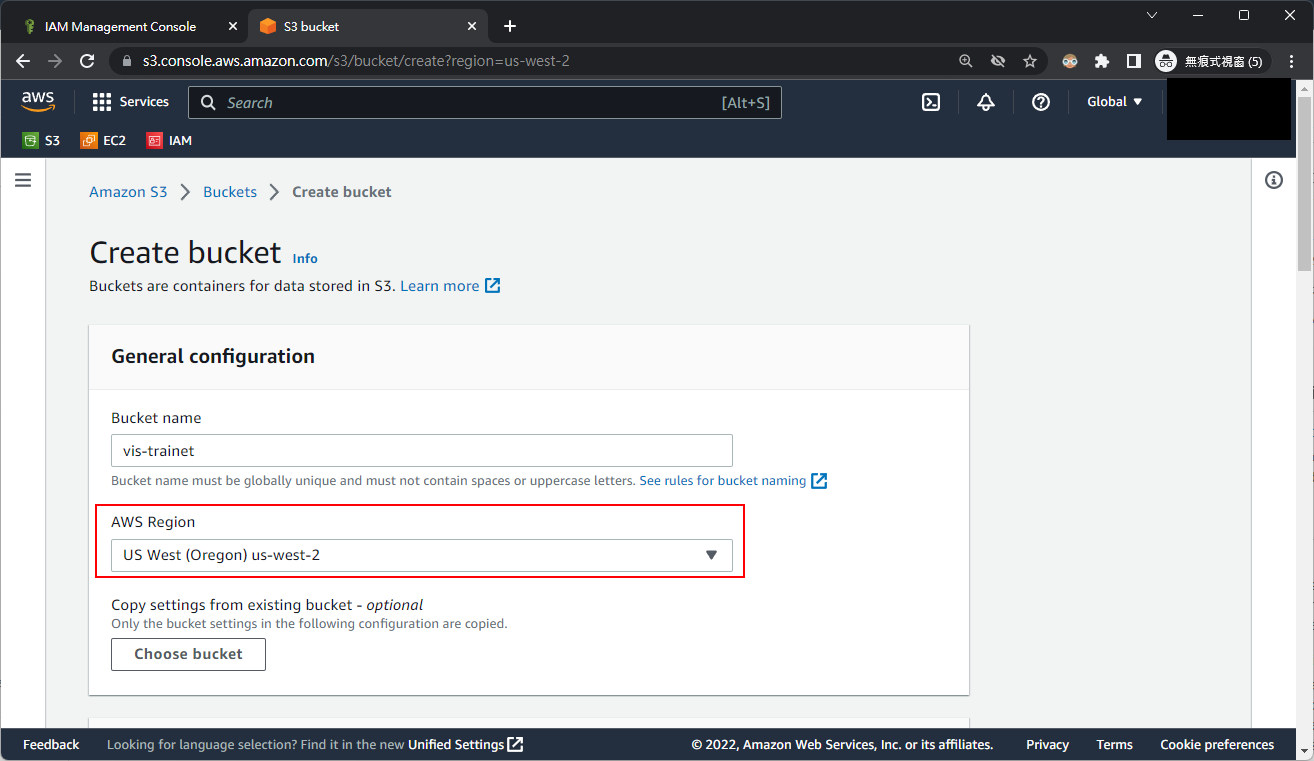 IAM Management Console
S3 bucket
s3.console.aws.amazon.com/s3/bucket/create?region=us-west-2
無痕式視窗 (5)
aws
Services
Search
[Alt+S]
Global
S3
EC2
IAM
Amazon S3
Buckets
Create bucket
Create bucket Info
Buckets are containers for data stored in S3. Learn more
General configuration
Bucket name
vis-trainet
Bucket name must be globally unique and must not contain spaces or uppercase letters. See rules for bucket naming
AWS Region
US West (Oregon) us-west-2
Copy settings from existing bucket - optional
Only the bucket settings in the following configuration are copied.
Choose bucket
Feedback
Looking for language selection? Find it in the new Unified Settings
© 2022, Amazon Web Services, Inc. or its affiliates.
Privacy
Terms
Cookie preferences